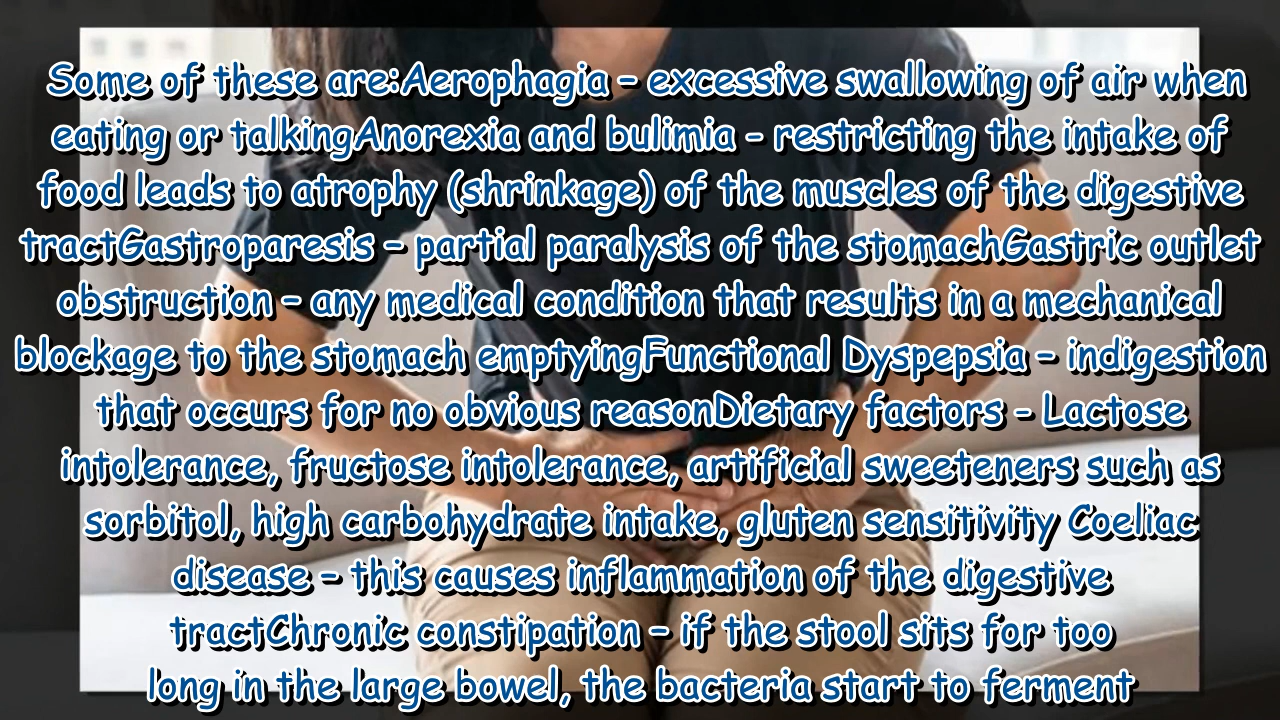 Some of these are:Aerophagia – excessive swallowing of air when
eating or talkingAnorexia and bulimia – restricting the intake of
food leads to atrophy (shrinkage) of the muscles of the digestive
tractGastroparesis – partial paralysis of the stomachGastric outlet
obstruction – any medical condition that results in a mechanical
blockage to the stomach emptyingFunctional Dyspepsia – indigestion
that occurs for no obvious reasonDietary factors – Lactose
intolerance, fructose intolerance, artificial sweeteners such as
sorbitol, high carbohydrate intake, gluten sensitivity Coeliac
disease – this causes inflammation of the digestive
tractChronic constipation – if the stool sits for too
long in the large bowel, the bacteria start to ferment